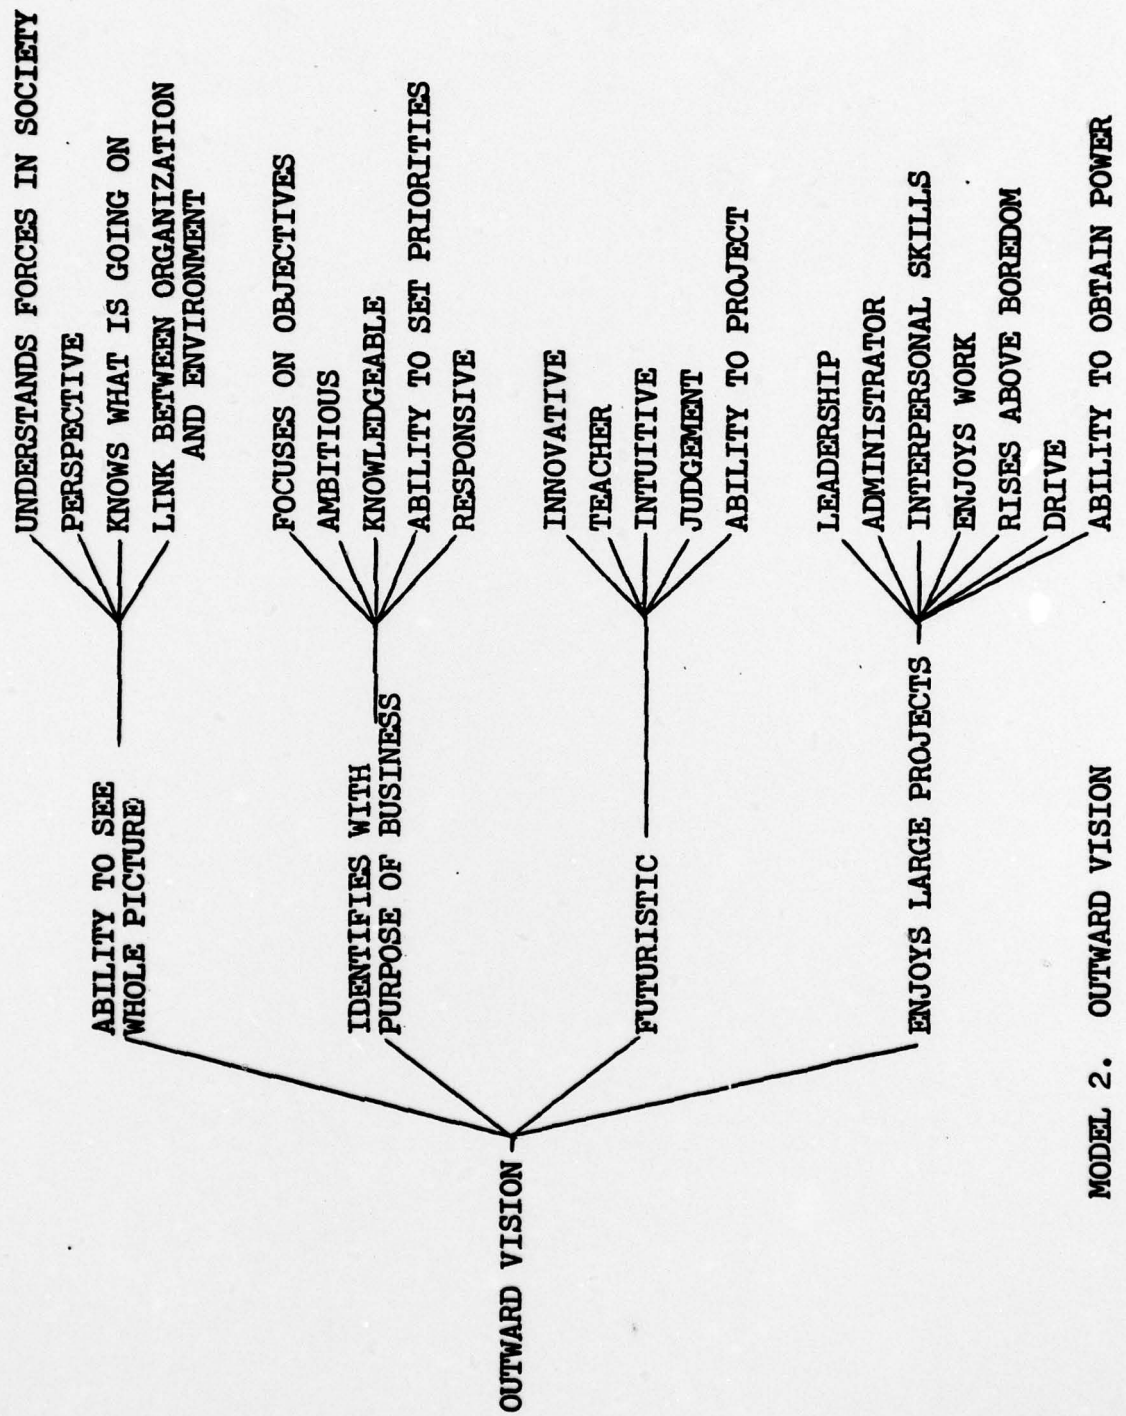 UNDERSTANDS FORCES IN SOCIETY
PERSPECTIVE
KNOWS WHAT IS GOING ON
LINK BETWEEN ORGANIZATION
AND ENVIRONMENT
ABILITY TO SEE
WHOLE PICTURE
FOCUSES ON OBJECTIVES
AMBITIOUS
KNOWLEDGEABLE
ABILITY TO SET PRIORITIES
RESPONSIVE
IDENTIFIES WITH
PURPOSE OF BUSINESS
OUTWARD VISION
INNOVATIVE
TEACHER
INTUITIVE
JUDGEMENT
ABILITY TO PROJECT
FUTURISTIC
LEADERSHIP
ADMINISTRATOR
INTERPERSONAL SKILLS
ENJOYS WORK
RISES ABOVE BOREDOM
DRIVE
ABILITY TO OBTAIN POWER
ENJOYS LARGE PROJECTS
MODEL 2. OUTWARD VISION